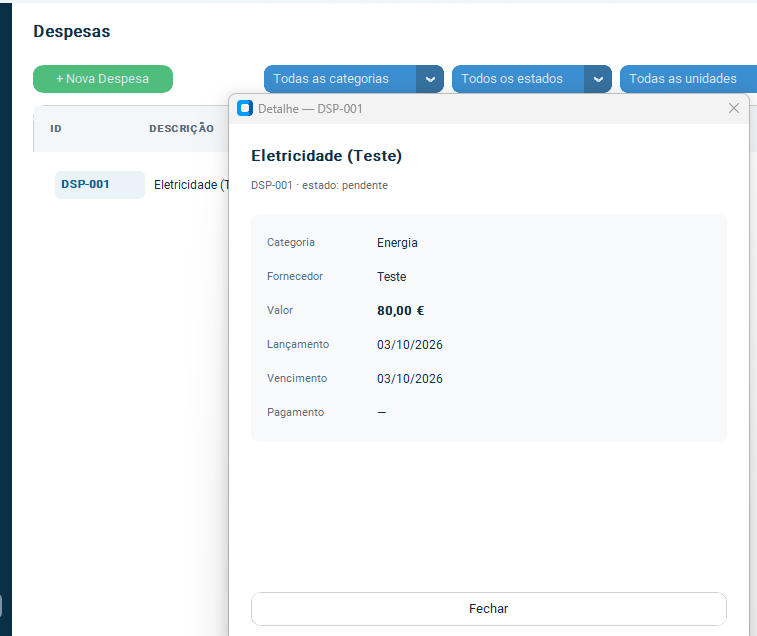 Despesas
+ Nova Despesa
Todas as categorias
Todos os estados
Todas as unidades
Detalhe — DSP-001
ID
DESCRIÇÃO
Eletricidade (Teste)
DSP-001 · estado: pendente
DSP-001
Eletricidade (T
Categoria
Energia
Fornecedor
Teste
Valor
80,00 €
Lançamento
03/10/2026
Vencimento
03/10/2026
Pagamento
—
Fechar